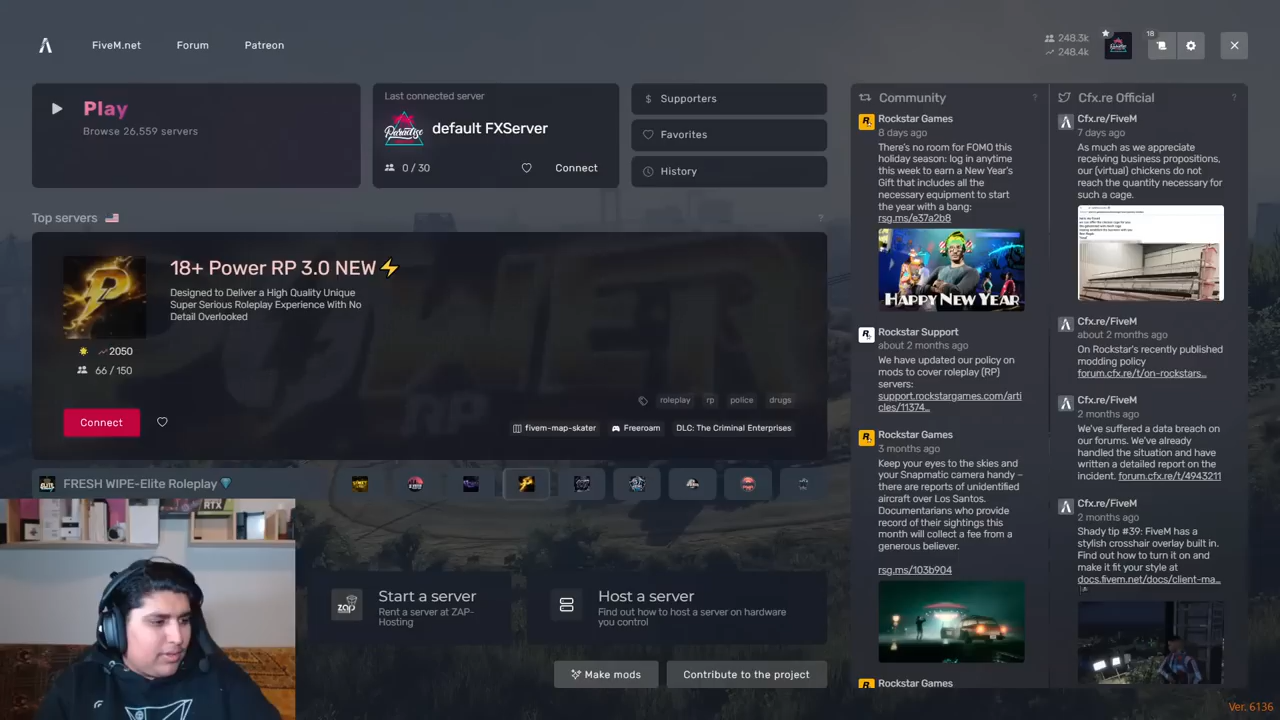 FiveM.net
Forum
Patreon
248.3k
248.4k
18
Play
Browse 26,559 servers
Last connected server
Paradise
default FXServer
0 / 30
Connect
$ Supporters
Favorites
History
Top servers
18+ Power RP 3.0 NEW⚡
Designed to Deliver a High Quality Unique
Super Serious Roleplay Experience With No
Detail Overlooked
2050
66 / 150
Connect
roleplay
rp
police
drugs
fivem-map-skater
Freeroam
DLC: The Criminal Enterprises
FRESH WIPE-Elite Roleplay
Start a server
Rent a server at ZAP-
Hosting
Host a server
Find out how to host a server on hardware
you control
Make mods
Contribute to the project
Community
?
Rockstar Games
8 days ago
There's no room for FOMO this
holiday season: log in anytime
this week to earn a New Year's
Gift that includes all the
necessary equipment to start
the year with a bang:
rsg.ms/e37a2b8
HAPPY NEW YEAR
Rockstar Support
about 2 months ago
We have updated our policy on
mods to cover roleplay (RP)
servers:
support.rockstargames.com/arti
cles/11374…
Rockstar Games
3 months ago
Keep your eyes to the skies and
your Snapmatic camera handy –
there are reports of unidentified
aircraft over Los Santos.
Documentarians who provide
record of their sightings this
month will collect a fee from a
generous believer.
rsg.ms/103b904
Rockstar Games
Cfx.re Official
?
Cfx.re/FiveM
7 days ago
As much as we appreciate
receiving business propositions,
our (virtual) chickens do not
reach the quantity necessary for
such a cage.
Cfx.re/FiveM
about 2 months ago
On Rockstar's recently published
modding policy
forum.cfx.re/t/on-rockstars…
Cfx.re/FiveM
2 months ago
We've suffered a data breach on
our forums. We've already
handled the situation and have
written a detailed report on the
incident. forum.cfx.re/t/4943211
Cfx.re/FiveM
2 months ago
Shady tip #39: FiveM has a
stylish crosshair overlay built in.
Find out how to turn it on and
make it fit your style at
docs.fivem.net/docs/client-ma…
RTX
Ver. 6136